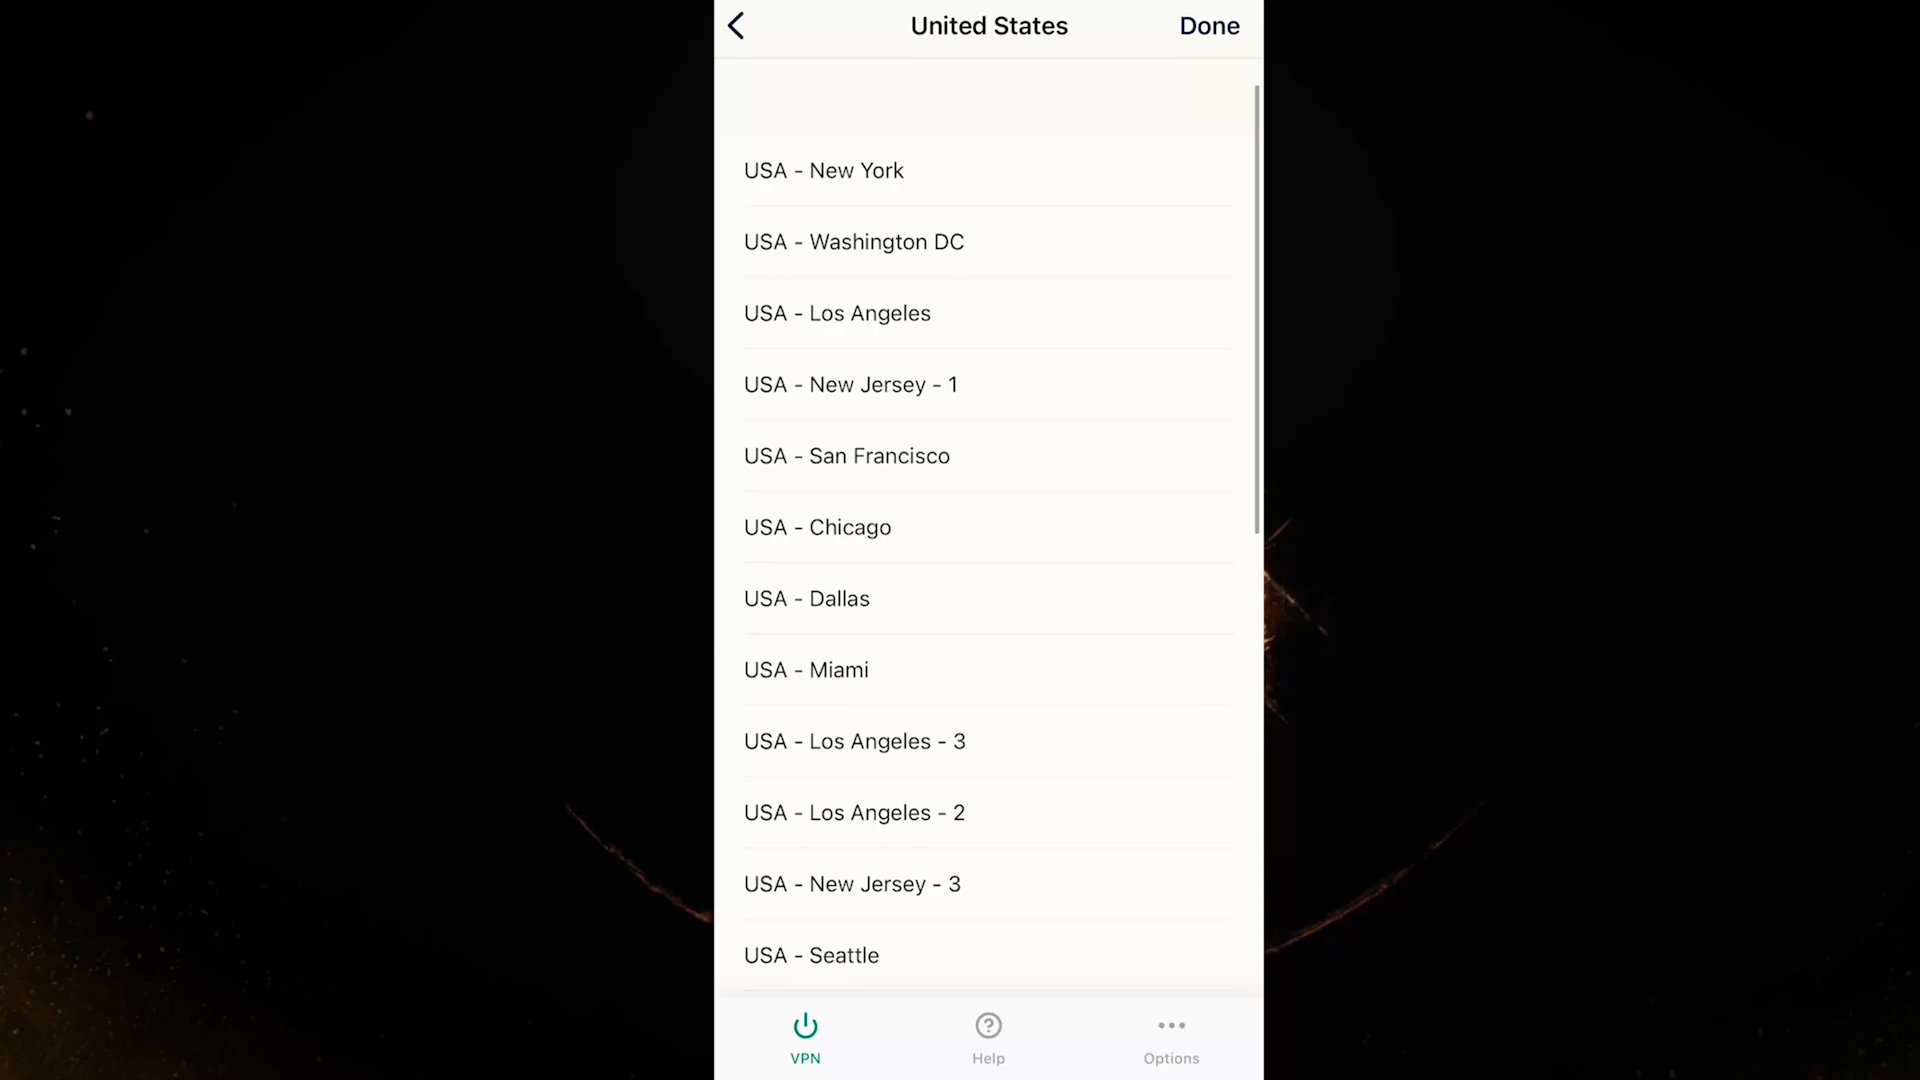 United States
Done
USA - New York
USA - Washington DC
USA - Los Angeles
USA - New Jersey - 1
USA - San Francisco
USA - Chicago
USA - Dallas
USA - Miami
USA - Los Angeles - 3
USA - Los Angeles - 2
USA - New Jersey - 3
USA - Seattle
VPN
Help
Options